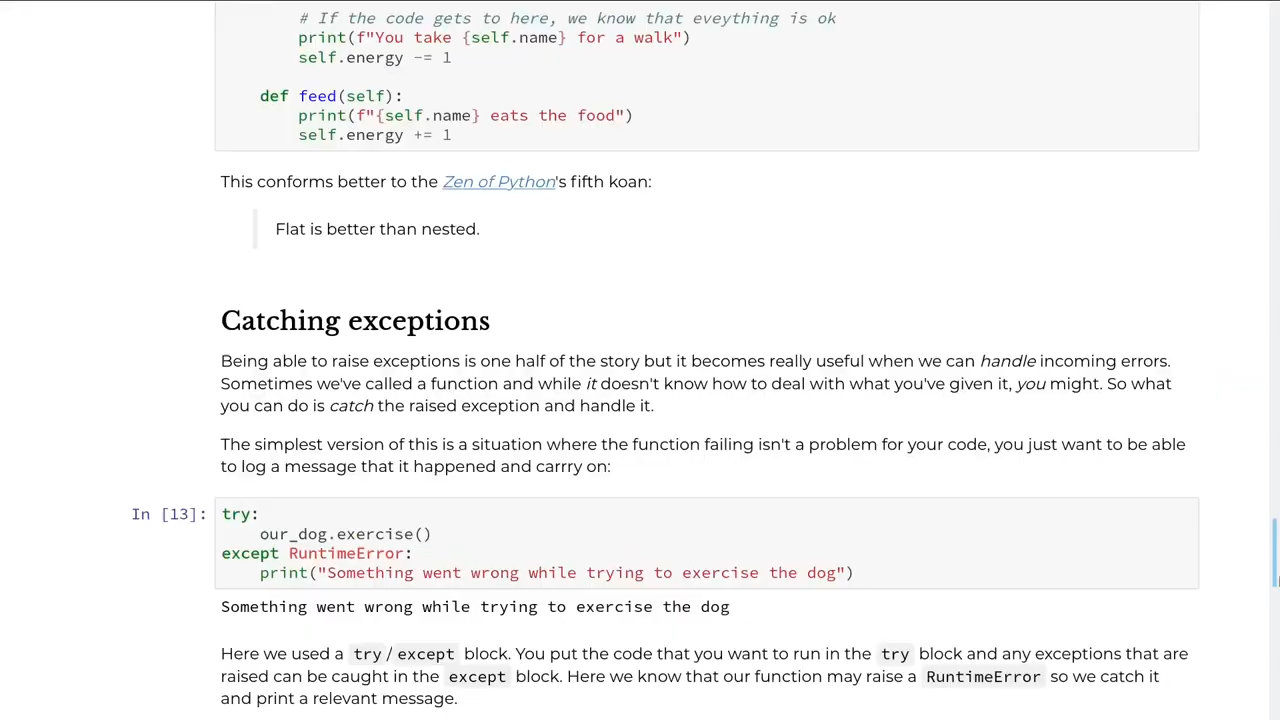 # If the code gets to here, we know that eveything is ok
print(f"You take {self.name} for a walk")
self.energy -= 1
def feed(self):
print(f"{self.name} eats the food")
self.energy += 1
This conforms better to the Zen of Python's fifth koan:
Flat is better than nested.
Catching exceptions
Being able to raise exceptions is one half of the story but it becomes really useful when we can handle incoming errors.
Sometimes we've called a function and while it doesn't know how to deal with what you've given it, you might. So what
you can do is catch the raised exception and handle it.
The simplest version of this is a situation where the function failing isn't a problem for your code, you just want to be able
to log a message that it happened and carrry on:
In [13]: try:
our_dog.exercise()
except RuntimeError:
print("Something went wrong while trying to exercise the dog")
Something went wrong while trying to exercise the dog
Here we used a try / except block. You put the code that you want to run in the try block and any exceptions that are
raised can be caught in the except block. Here we know that our function may raise a RuntimeError so we catch it
and print a relevant message.